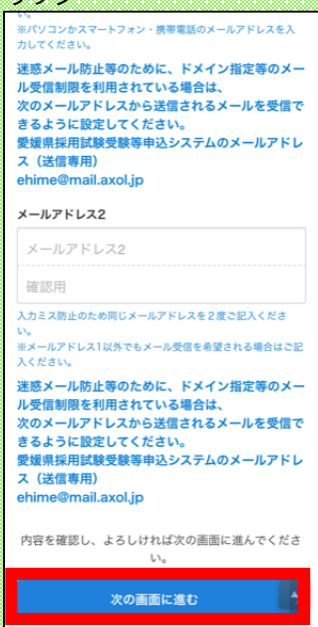 い。
※パソコンかスマートフォン・携帯電話のメールアドレスを入
力してください。
迷惑メール防止等のために、ドメイン指定等のメー
ル受信制限を利用されている場合は、
次のメールアドレスから送信されるメールを受信で
きるように設定してください。
愛媛県採用試験受験等申込システムのメールアドレ
ス（送信専用）
ehime@mail.axol.jp
メールアドレス2
メールアドレス2
確認用
入力ミス防止のため同じメールアドレスを２度ご記入くださ
い。
※メールアドレス1以外でもメール受信を希望される場合はご記
入ください。
迷惑メール防止等のために、ドメイン指定等のメー
ル受信制限を利用されている場合は、
次のメールアドレスから送信されるメールを受信で
きるように設定してください。
愛媛県採用試験受験等申込システムのメールアドレ
ス（送信専用）
ehime@mail.axol.jp
内容を確認し、よろしければ次の画面に進んでくださ
い。
次の画面に進む